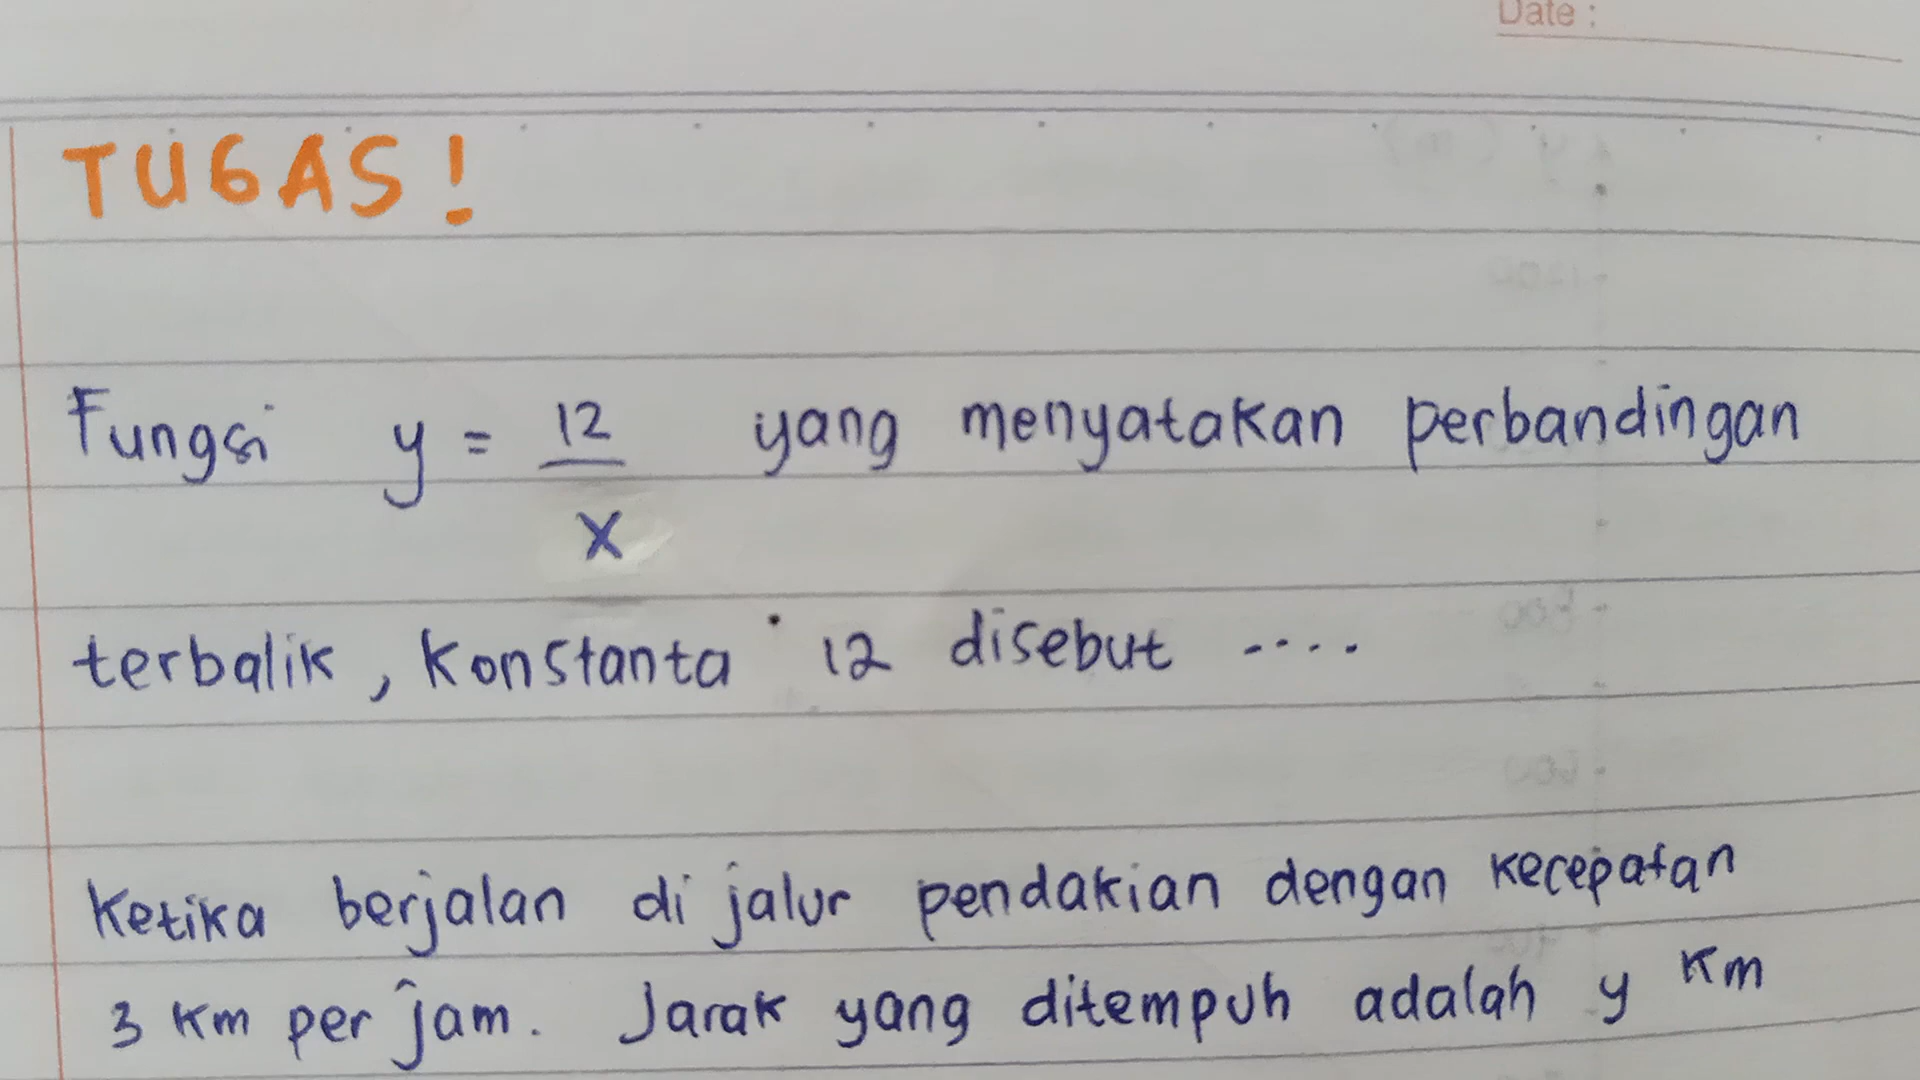 Date :
TUGAS!
Fungsi y = 12/x yang menyatakan perbandingan
terbalik, konstanta 12 disebut ....
Ketika berjalan di jalur pendakian dengan kecepatan
3 km per jam. Jarak yang ditempuh adalah y km